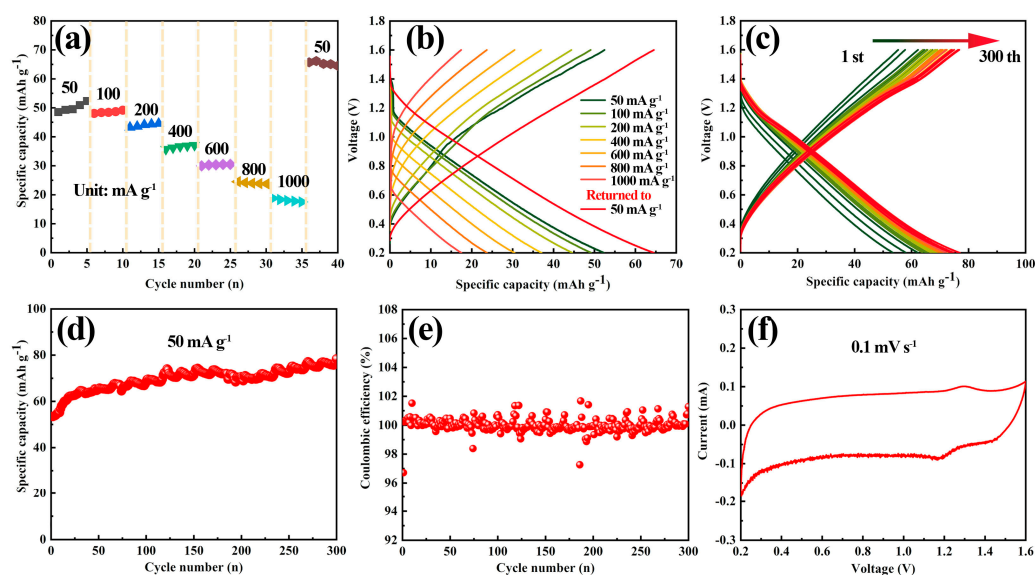 (a)
80
70
60
50
40
30
20
10
0
Specific capacity (mAh g⁻¹)
50
100
200
400
600
800
1000
50
Unit: mA g⁻¹
0 5 10 15 20 25 30 35 40
Cycle number (n)
(b)
1.8
1.6
1.4
1.2
1.0
0.8
0.6
0.4
0.2
Voltage (V)
50 mA g⁻¹
100 mA g⁻¹
200 mA g⁻¹
400 mA g⁻¹
600 mA g⁻¹
800 mA g⁻¹
1000 mA g⁻¹
Returned to
50 mA g⁻¹
0 10 20 30 40 50 60 70
Specific capacity (mAh g⁻¹)
(c)
1.8
1.6
1.4
1.2
1.0
0.8
0.6
0.4
0.2
Voltage (V)
1 st
300 th
0 20 40 60 80 100
Specific capacity (mAh g⁻¹)
(d)
100
80
60
40
20
0
Specific capacity (mAh g⁻¹)
50 mA g⁻¹
0 50 100 150 200 250 300
Cycle number (n)
(e)
108
106
104
102
100
98
96
94
92
Coulombic efficiency (%)
0 50 100 150 200 250 300
Cycle number (n)
(f)
0.3
0.2
0.1
0.0
-0.1
-0.2
-0.3
Current (mA)
0.1 mV s⁻¹
0.2 0.4 0.6 0.8 1.0 1.2 1.4 1.6
Voltage (V)